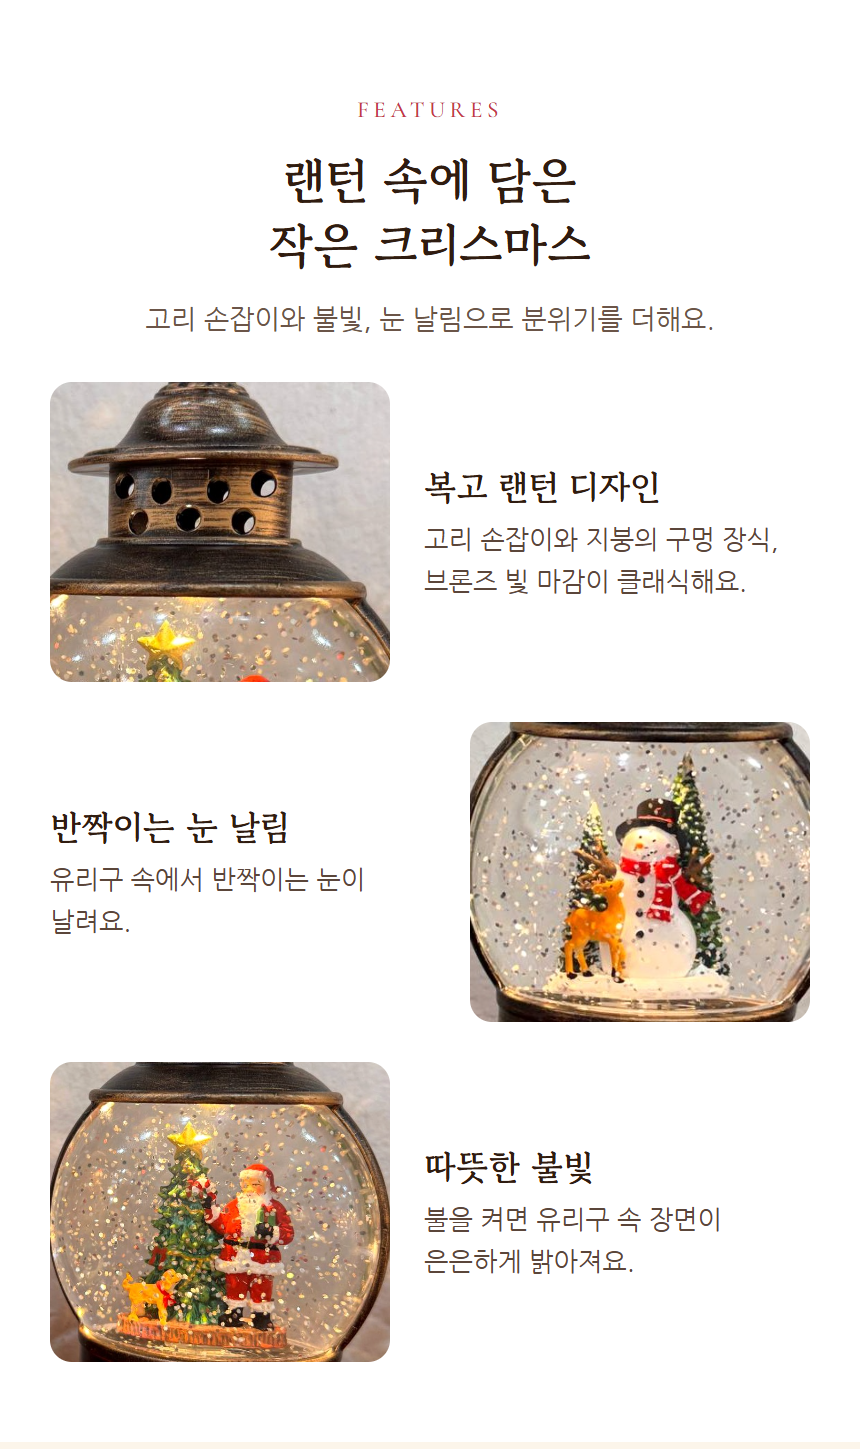 FEATURES
랜턴 속에 담은
작은 크리스마스
고리 손잡이와 불빛, 눈 날림으로 분위기를 더해요.
복고 랜턴 디자인
고리 손잡이와 지붕의 구멍 장식,
브론즈 빛 마감이 클래식해요.
반짝이는 눈 날림
유리구 속에서 반짝이는 눈이
날려요.
따뜻한 불빛
불을 켜면 유리구 속 장면이
은은하게 밝아져요.